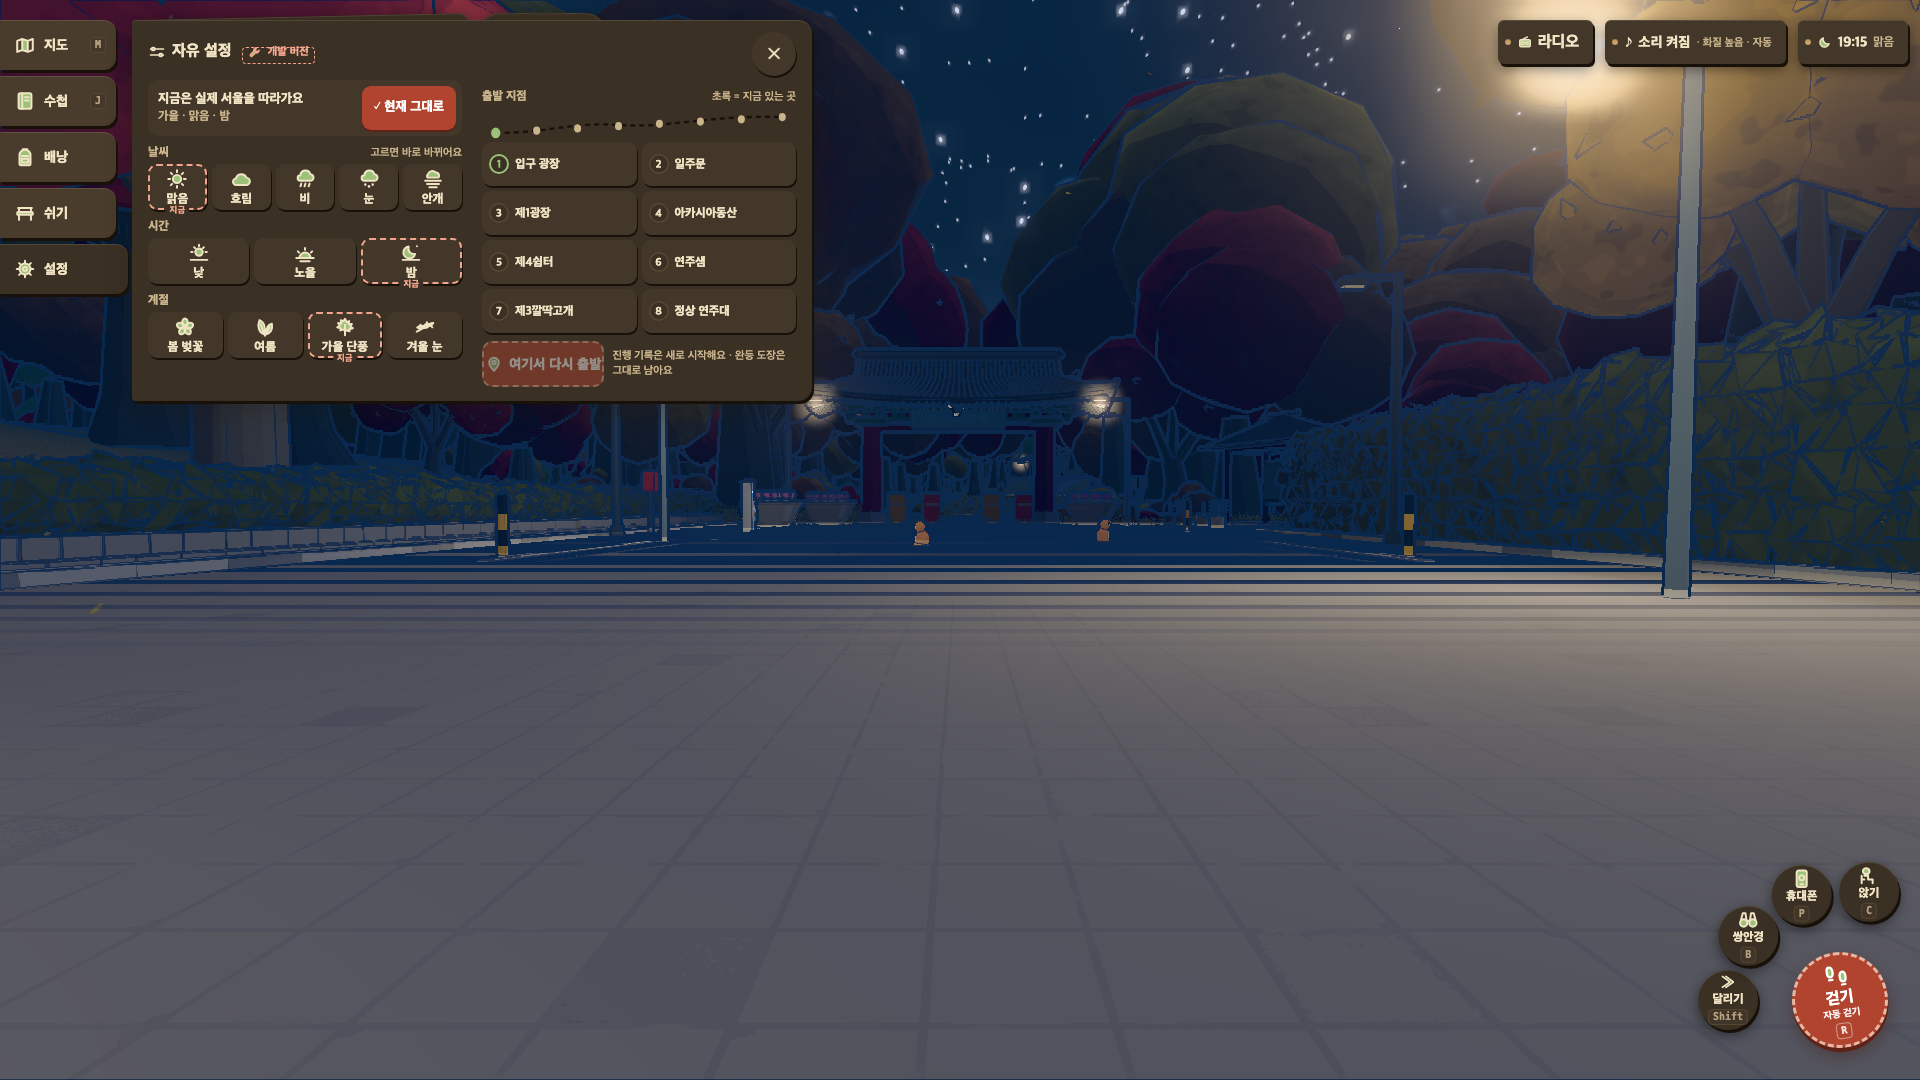 지도 M
수첩 J
배낭
쉬기
설정
자유 설정 개발 버전
지금은 실제 서울을 따라가요
가을 · 맑음 · 밤
✓ 현재 그대로
날씨 고르면 바로 바뀌어요
맑음 지금
흐림
비
눈
안개
시간
낮
노을
밤 지금
계절
봄 벚꽃
여름
가을 단풍 지금
겨울 눈
출발 지점 초록 = 지금 있는 곳
1 입구 광장
2 일주문
3 제1광장
4 아카시아동산
5 제4쉼터
6 연주샘
7 제3깔딱고개
8 정상 연주대
여기서 다시 출발
진행 기록은 새로 시작해요 · 완등 도장은
그대로 남아요
라디오
♪ 소리 켜짐 · 화질 높음 · 자동
19:15 맑음
휴대폰
P
앉기
C
쌍안경
B
달리기
Shift
걷기
자동 걷기
R